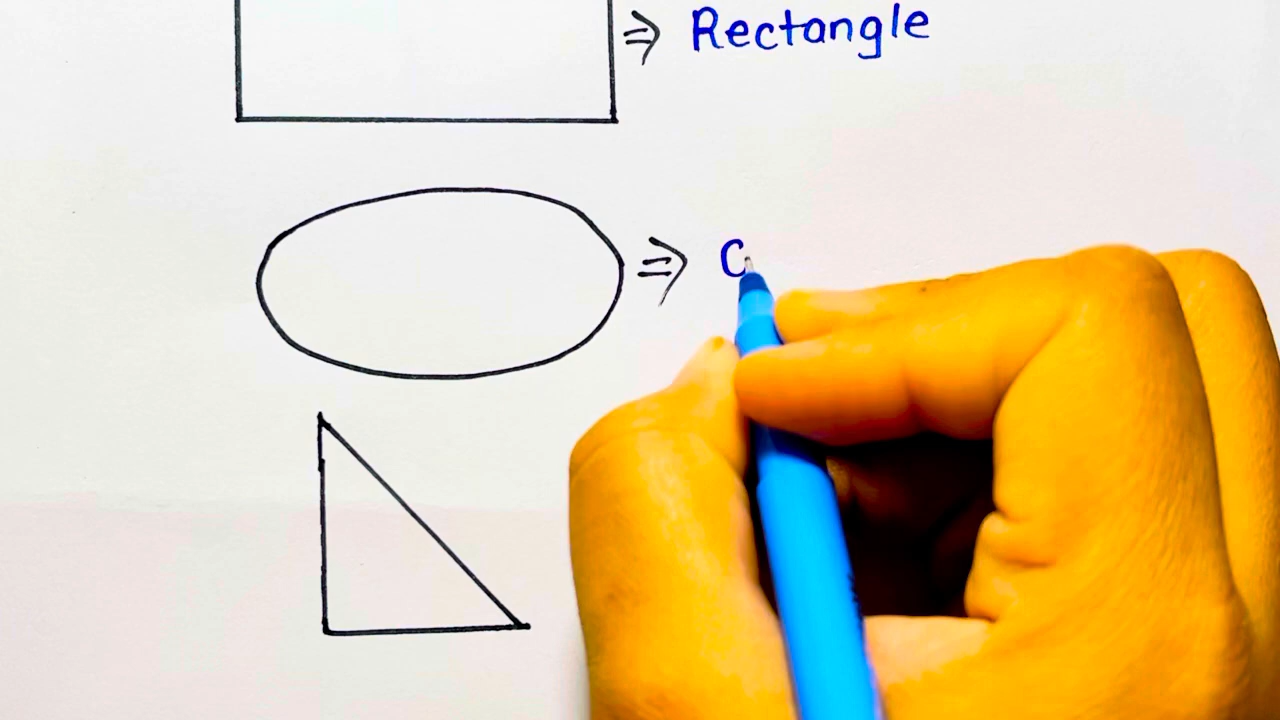 ⇒ Rectangle
⇒ C